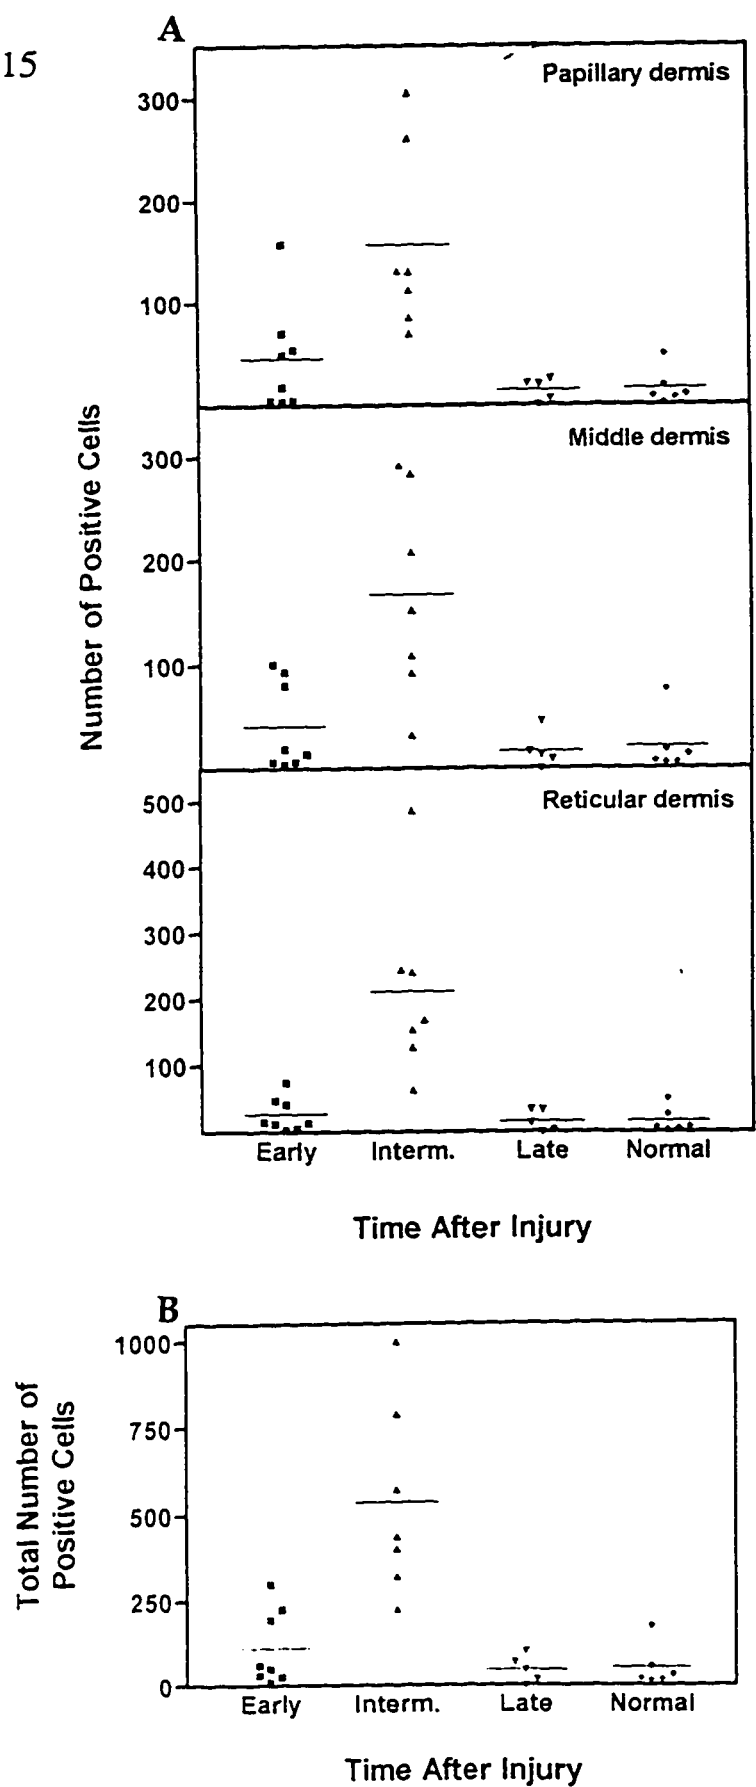 15
A
Papillary dermis
300
200
100
Middle dermis
300
200
100
Reticular dermis
500
400
300
200
100
Number of Positive Cells
Early Interm. Late Normal
Time After Injury
B
1000
750
500
250
0
Total Number of
Positive Cells
Early Interm. Late Normal
Time After Injury